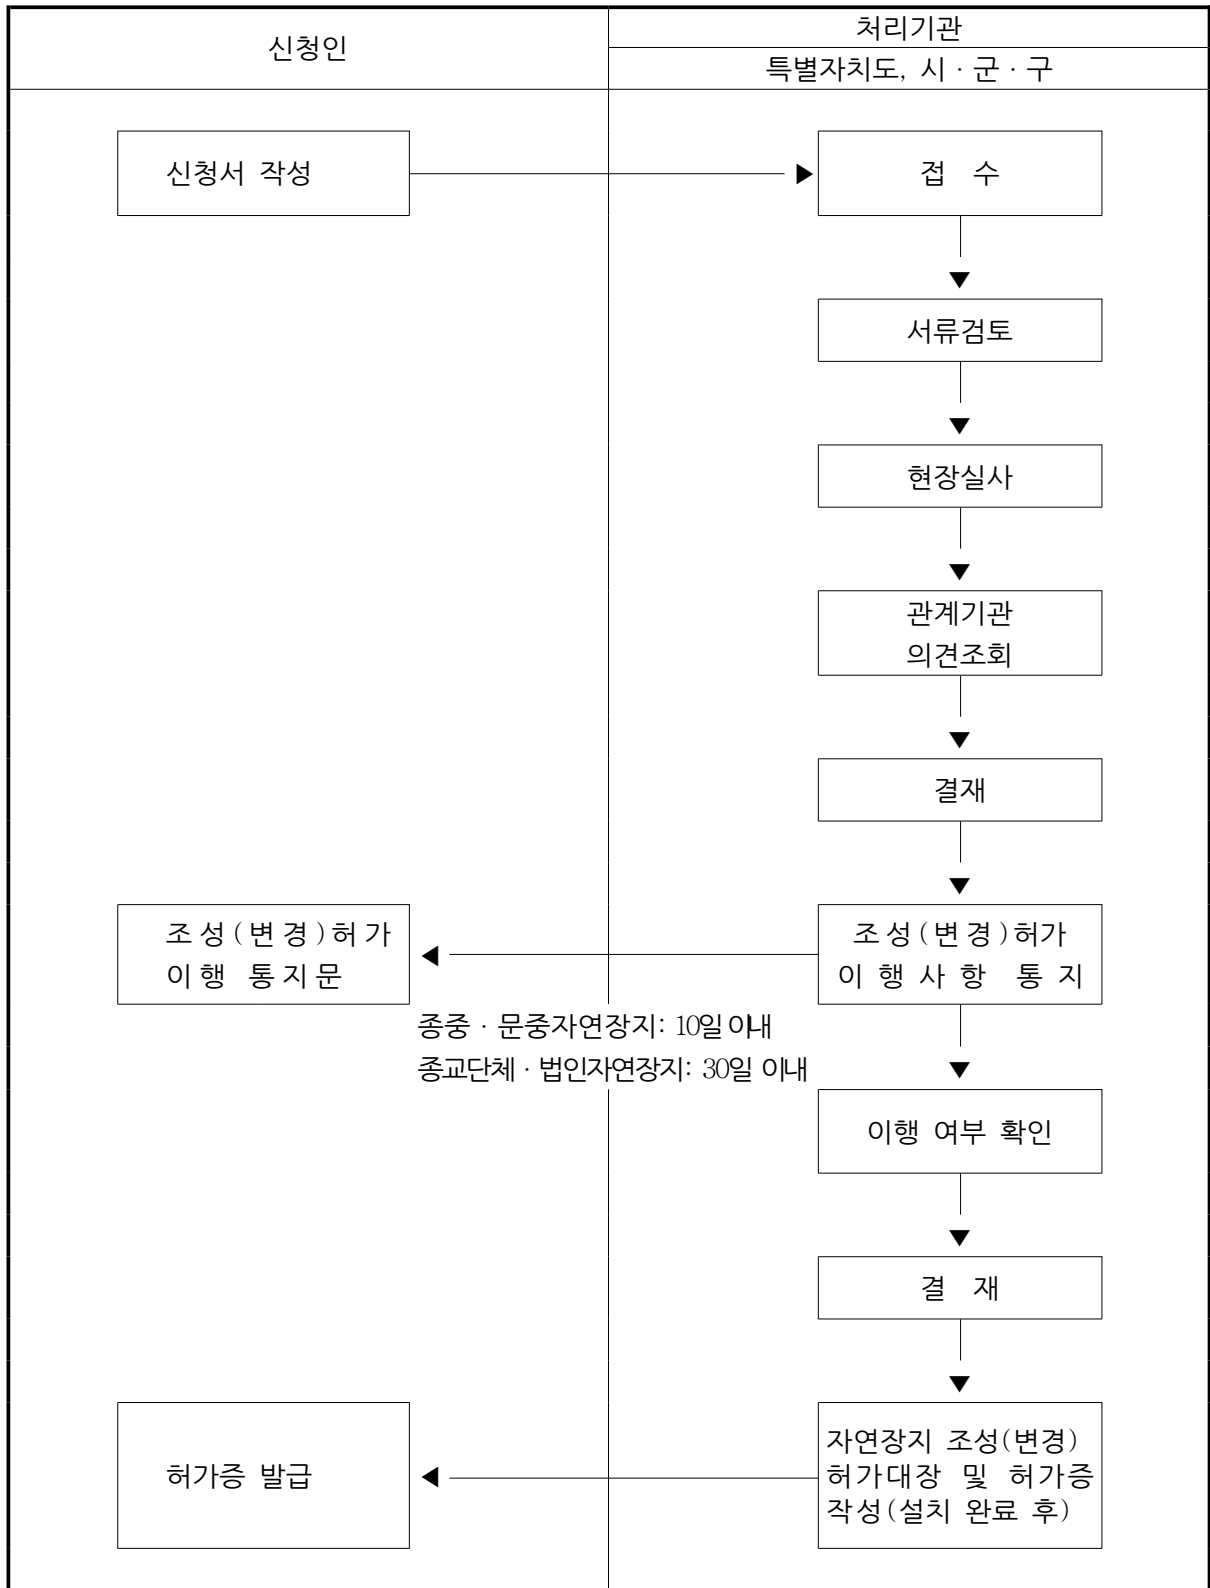 신청인
처리기관
특별자치도, 시 · 군 · 구
신청서 작성
접 수
서류검토
현장실사
관계기관
의견조회
결재
조성(변경)허가
이행 통지문
조성(변경)허가
이행사항 통지
종중 · 문중자연장지: 10일 이내
종교단체 · 법인자연장지: 30일 이내
이행 여부 확인
결 재
허가증 발급
자연장지 조성(변경)
허가대장 및 허가증
작성(설치 완료 후)